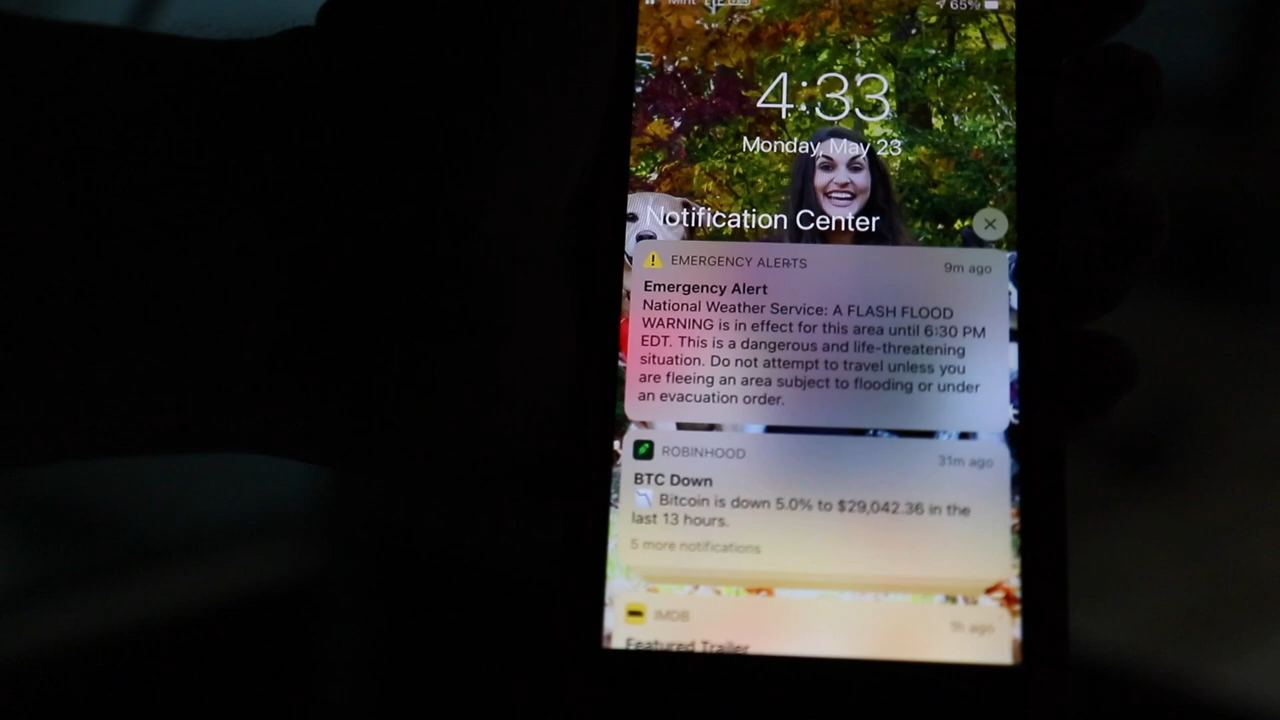 Mint
65%
4:33
Monday, May 23
Notification Center
EMERGENCY ALERTS 9m ago
Emergency Alert
National Weather Service: A FLASH FLOOD
WARNING is in effect for this area until 6:30 PM
EDT. This is a dangerous and life-threatening
situation. Do not attempt to travel unless you
are fleeing an area subject to flooding or under
an evacuation order.
ROBINHOOD 31m ago
BTC Down
Bitcoin is down 5.0% to $29,042.36 in the
last 13 hours.
5 more notifications
IMDB 1h ago
Featured Trailer